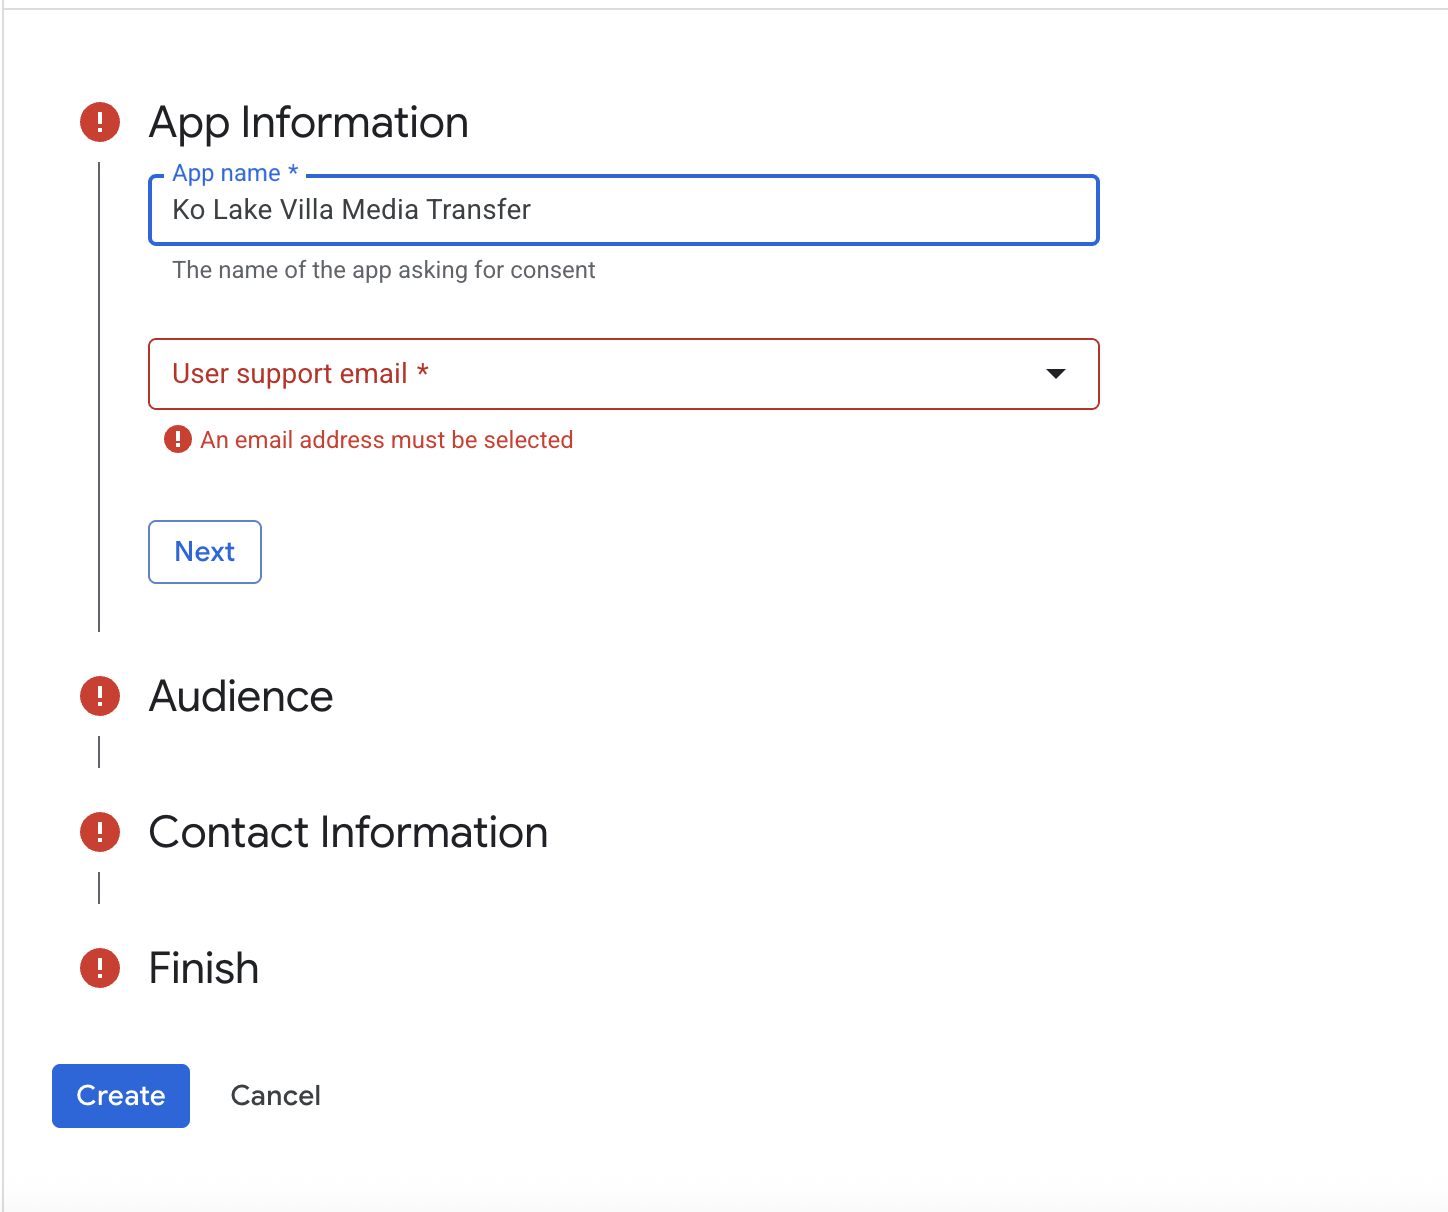 App Information
App name *
Ko Lake Villa Media Transfer
The name of the app asking for consent
User support email *
An email address must be selected
Next
Audience
Contact Information
Finish
Create Cancel